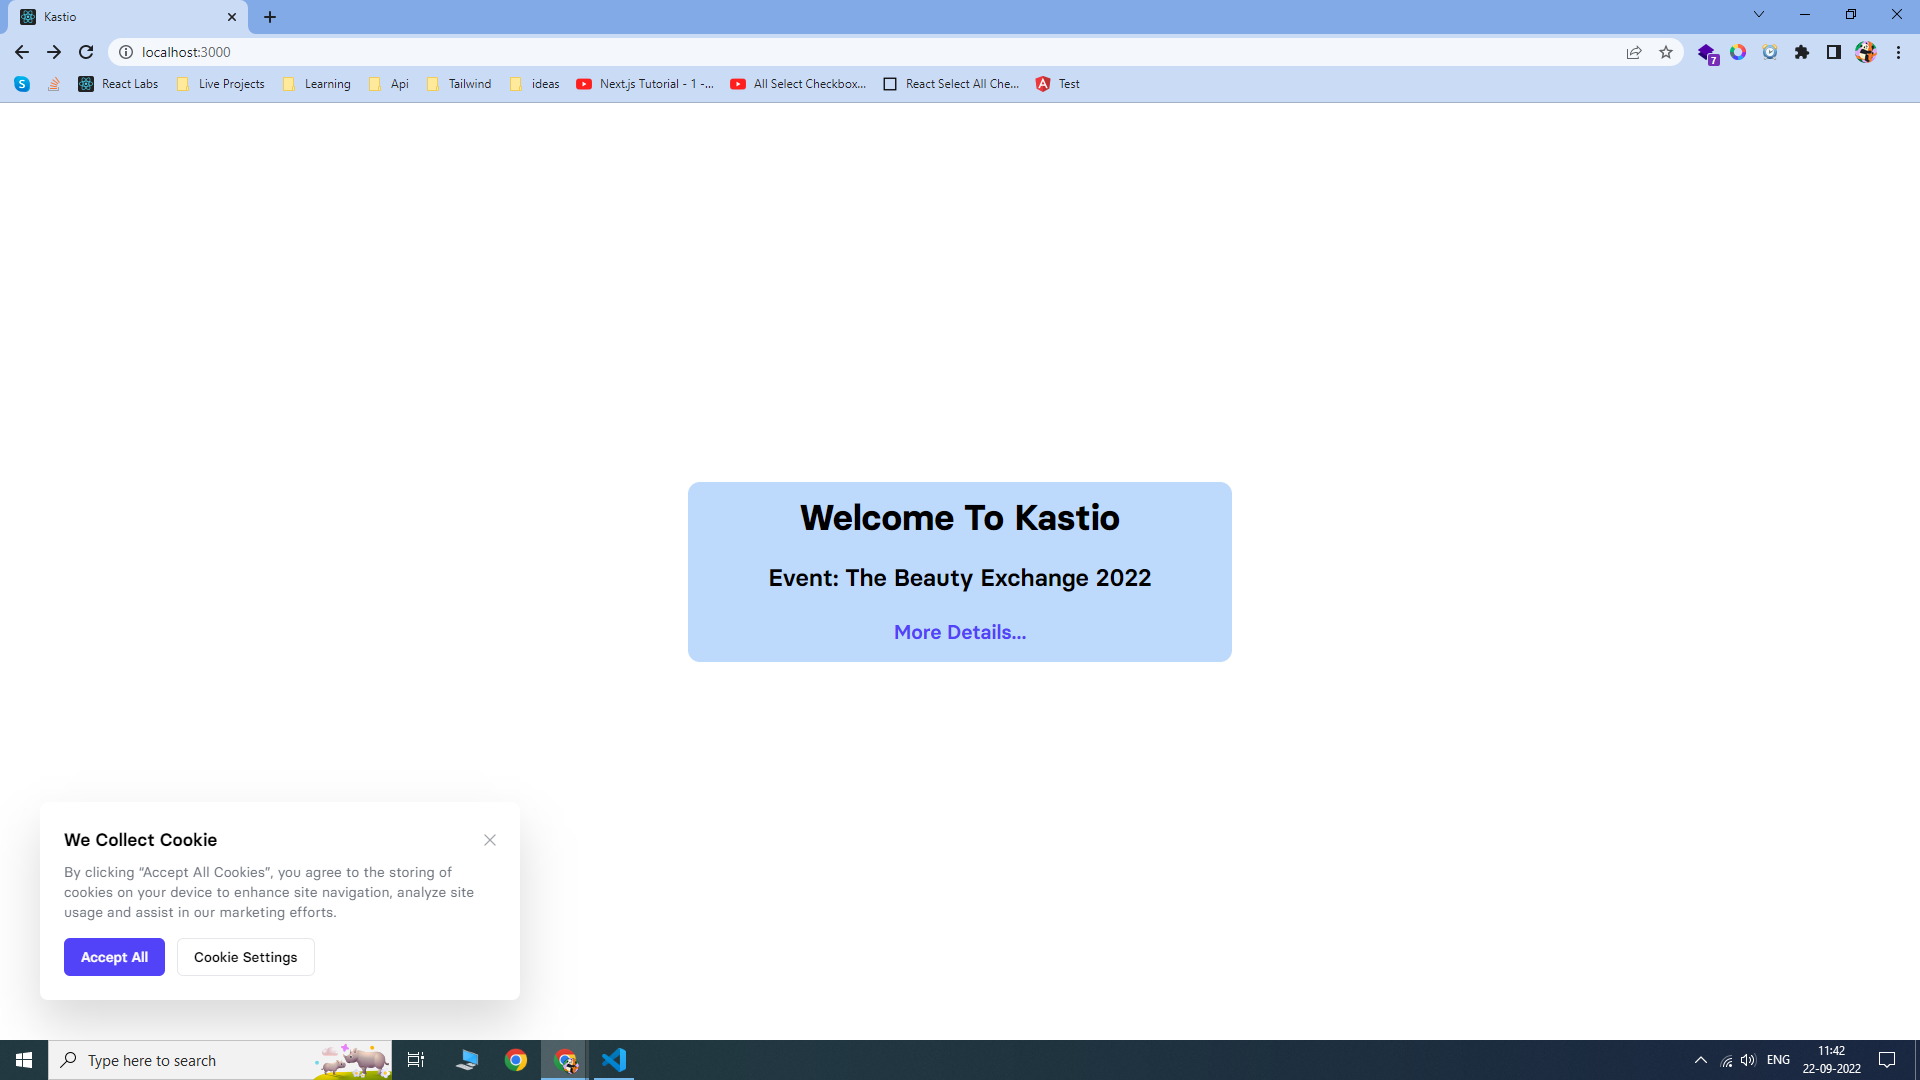 Kastio
localhost:3000
7
React Labs
Live Projects
Learning
Api
Tailwind
ideas
Next.js Tutorial - 1 -...
All Select Checkbox...
React Select All Che...
Test
Welcome To Kastio
Event: The Beauty Exchange 2022
More Details...
We Collect Cookie
By clicking “Accept All Cookies”, you agree to the storing of
cookies on your device to enhance site navigation, analyze site
usage and assist in our marketing efforts.
Accept All
Cookie Settings
Type here to search
ENG
11:42
22-09-2022